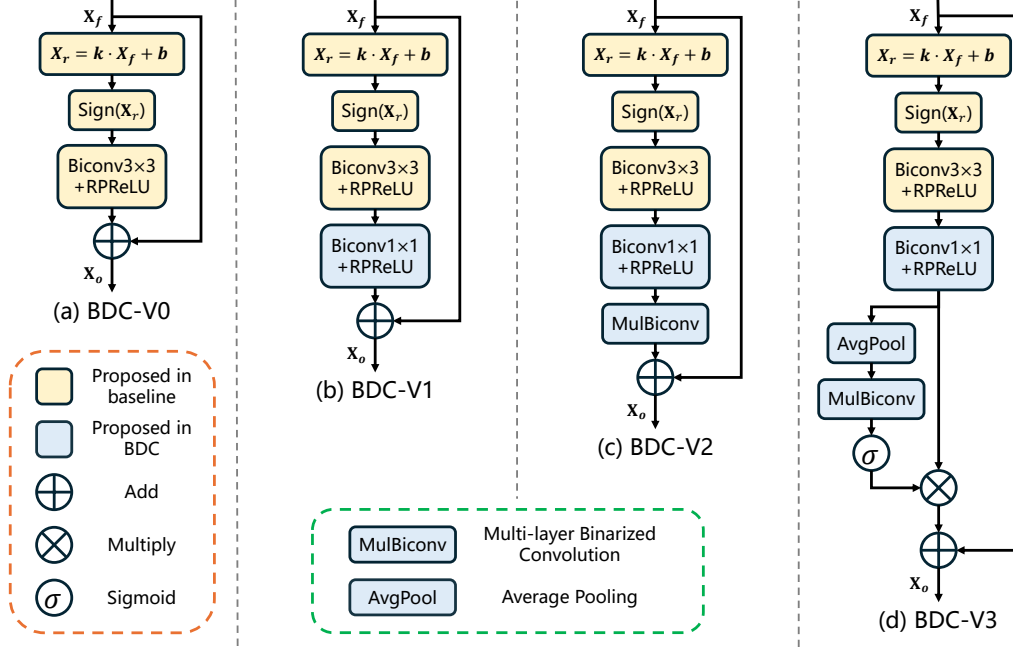 X_f
X_r = k · X_f + b
Sign(X_r)
Biconv3×3
+RPReLU
X_o
(a) BDC-V0
Proposed in
baseline
Proposed in
BDC
Add
Multiply
σ
Sigmoid
X_f
X_r = k · X_f + b
Sign(X_r)
Biconv3×3
+RPReLU
Biconv1×1
+RPReLU
X_o
(b) BDC-V1
X_f
X_r = k · X_f + b
Sign(X_r)
Biconv3×3
+RPReLU
Biconv1×1
+RPReLU
MulBiconv
X_o
(c) BDC-V2
MulBiconv
Multi-layer Binarized
Convolution
AvgPool
Average Pooling
X_f
X_r = k · X_f + b
Sign(X_r)
Biconv3×3
+RPReLU
Biconv1×1
+RPReLU
AvgPool
MulBiconv
σ
X_o
(d) BDC-V3